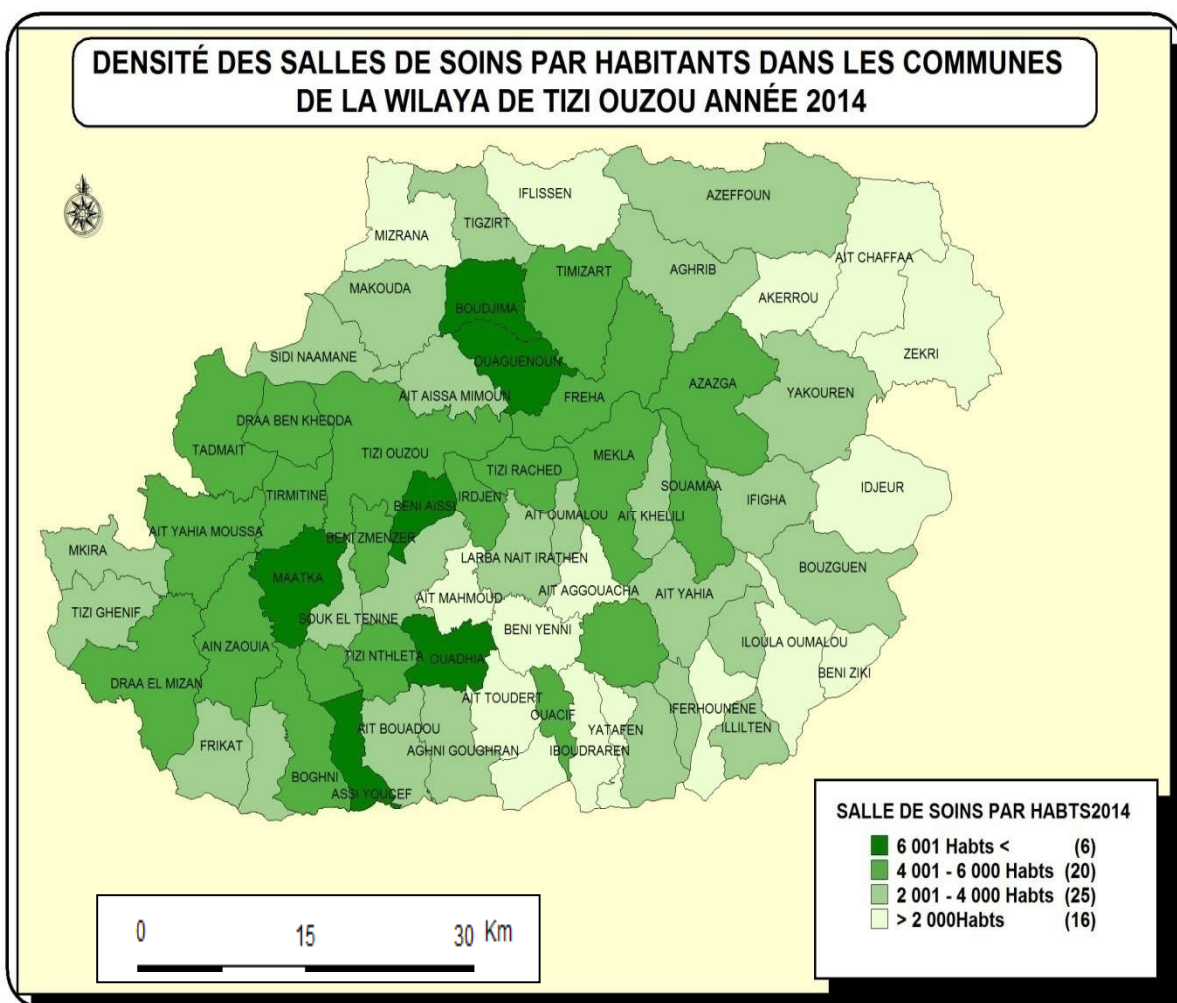 DENSITÉ DES SALLES DE SOINS PAR HABITANTS DANS LES COMMUNES
DE LA WILAYA DE TIZI OUZOU ANNÉE 2014
IFLISSEN
AZEFFOUN
TIGZIRT
MIZRANA
TIMIZART
AGHRIB
AIT CHAFFAA
MAKOUDA
BOUDJIMA
AKERROU
SIDI NAAMANE
OUAGUENOUN
ZEKRI
AIT AISSA MIMOUN
FREHA
AZAZGA
YAKOUREN
DRAA BEN KHEDDA
TADMAIT
TIZI OUZOU
MEKLA
TIZI RACHED
SOUAMAA
IDJEUR
TIRMITINE
BENI AISSI
IRDJEN
IFIGHA
AIT YAHIA MOUSSA
AIT OUMALOU
AIT KHELILI
BENI ZMENZER
MKIRA
LARBA NAIT IRATHEN
BOUZGUEN
MAATKA
AIT AGGOUACHA
AIT YAHIA
AIT MAHMOUD
TIZI GHENIF
SOUK EL TENINE
BENI YENNI
ILOULA OUMALOU
AIN ZAOUIA
TIZI NTHLETA
OUADHIA
BENI ZIKI
DRAA EL MIZAN
AIT TOUDERT
IFERHOUNENE
OUACIF
AIT BOUADOU
YATAFEN
ILLILTEN
FRIKAT
AGHNI GOUGHRAN
IBOUDRAREN
BOGHNI
ASSI YOUCEF
SALLE DE SOINS PAR HABTS2014
6 001 Habts < (6)
4 001 - 6 000 Habts (20)
2 001 - 4 000 Habts (25)
> 2 000Habts (16)
0 15 30 Km